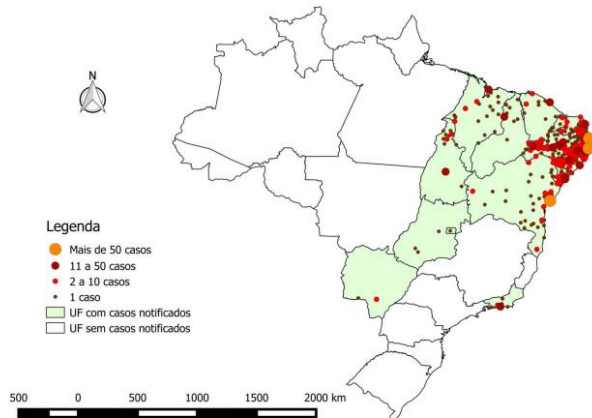 N
Legenda
Mais de 50 casos
11 a 50 casos
2 a 10 casos
1 caso
UF com casos notificados
UF sem casos notificados
500 0 500 1000 1500 2000 km